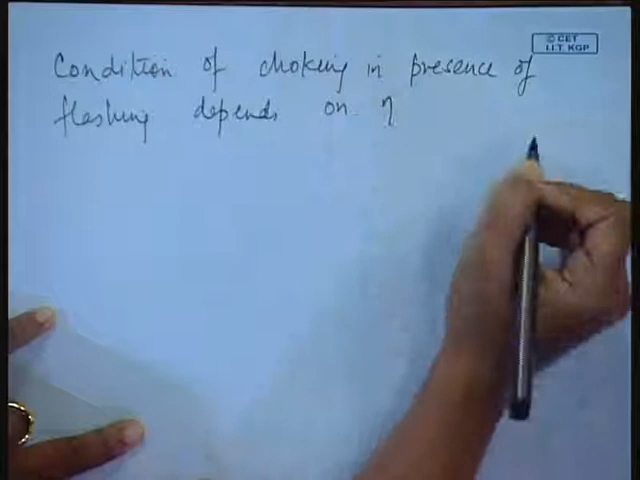 © CET
I.I.T. KGP
Condition of choking in presence of
flashing depends on η